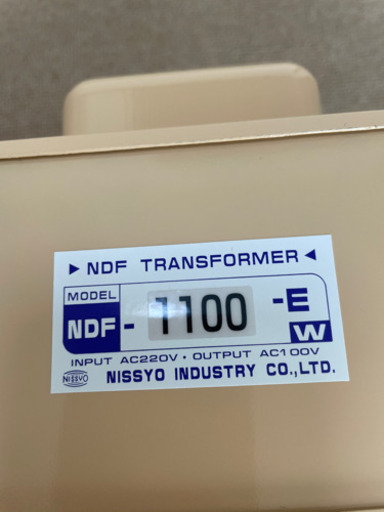 ▶ NDF TRANSFORMER ◀
MODEL
NDF- 1100 -E
W
INPUT AC220V · OUTPUT AC100V
NISSYO NISSYO INDUSTRY CO.,LTD.